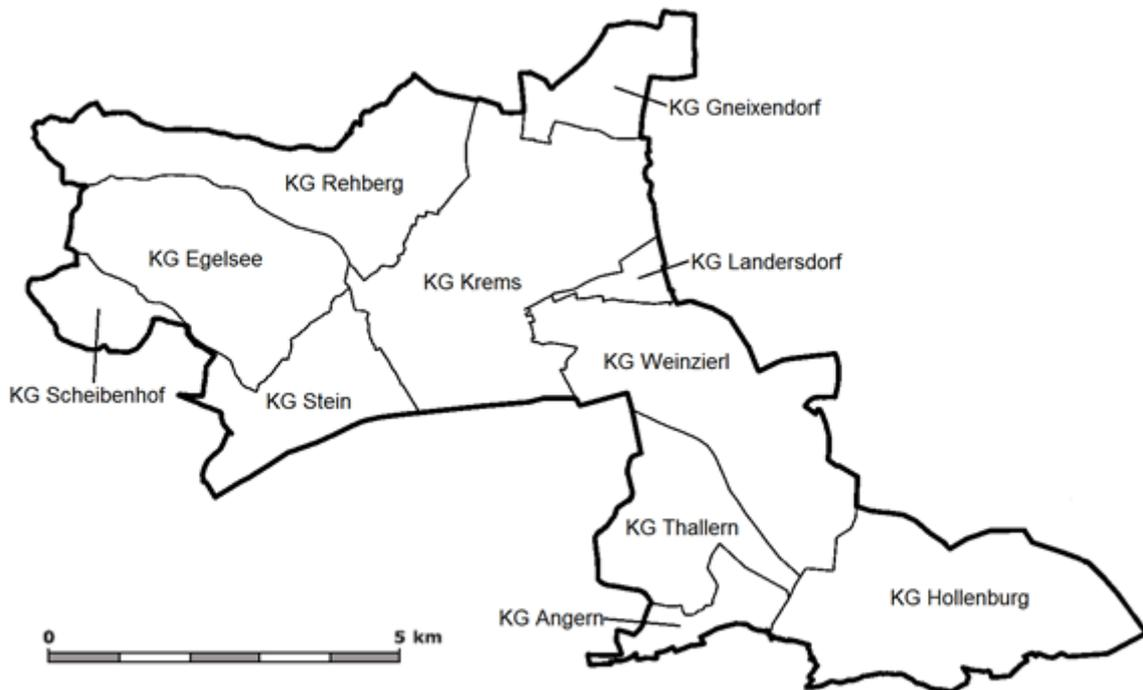 KG Gneixendorf
KG Rehberg
KG Egelsee
KG Landersdorf
KG Krems
KG Weinzierl
KG Scheibenhof
KG Stein
KG Thallern
KG Hollenburg
KG Angern
0 5 km